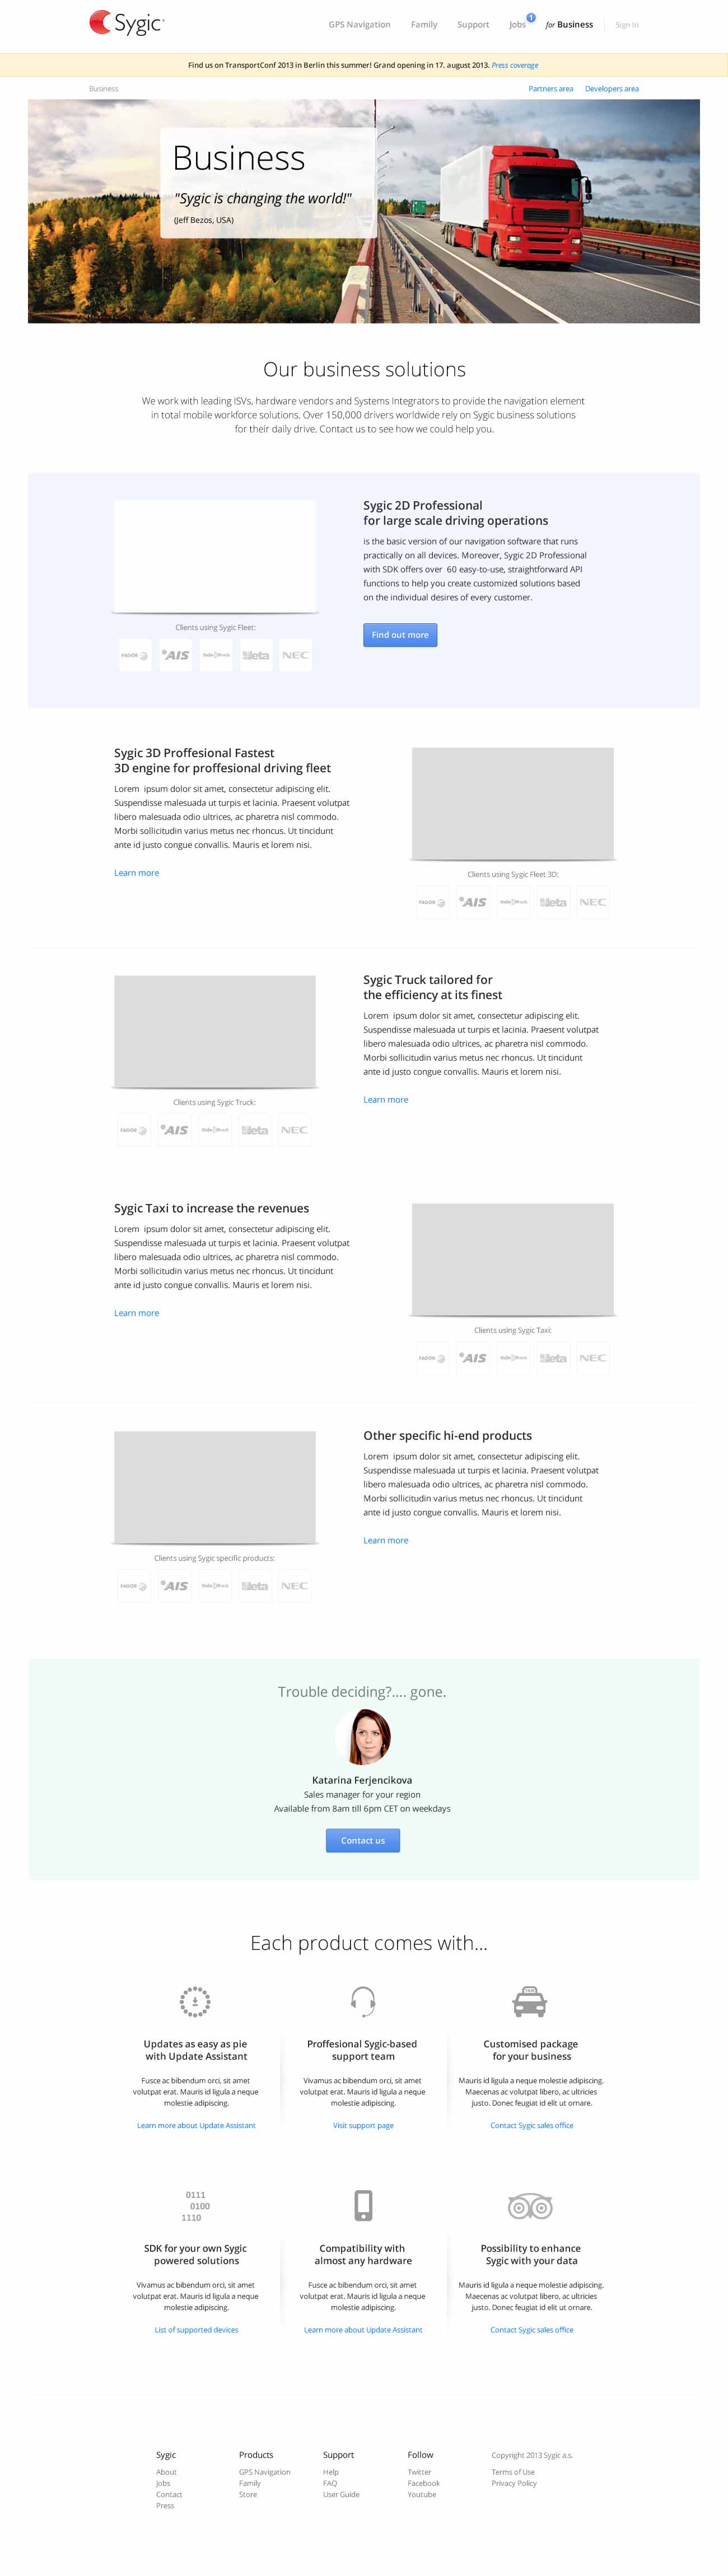 Sygic
GPS Navigation
Family
Support
Jobs
1
for Business
Sign In
Find us on TransportConf 2013 in Berlin this summer! Grand opening in 17. august 2013. Press coverage
Business
Partners area
Developers area
Business
"Sygic is changing the world!"
(Jeff Bezos, USA)
Our business solutions
We work with leading ISVs, hardware vendors and Systems Integrators to provide the navigation element
in total mobile workforce solutions. Over 150,000 drivers worldwide rely on Sygic business solutions
for their daily drive. Contact us to see how we could help you.
Sygic 2D Professional
for large scale driving operations
is the basic version of our navigation software that runs
practically on all devices. Moreover, Sygic 2D Professional
with SDK offers over 60 easy-to-use, straightforward API
functions to help you create customized solutions based
on the individual desires of every customer.
Find out more
Clients using Sygic Fleet:
FAGOR
AIS
NEC
Sygic 3D Proffesional Fastest
3D engine for proffesional driving fleet
Lorem ipsum dolor sit amet, consectetur adipiscing elit.
Suspendisse malesuada ut turpis et lacinia. Praesent volutpat
libero malesuada odio ultrices, ac pharetra nisl commodo.
Morbi sollicitudin varius metus nec rhoncus. Ut tincidunt
ante id justo congue convallis. Mauris et lorem nisi.
Learn more
Clients using Sygic Fleet 3D:
FAGOR
AIS
NEC
Sygic Truck tailored for
the efficiency at its finest
Lorem ipsum dolor sit amet, consectetur adipiscing elit.
Suspendisse malesuada ut turpis et lacinia. Praesent volutpat
libero malesuada odio ultrices, ac pharetra nisl commodo.
Morbi sollicitudin varius metus nec rhoncus. Ut tincidunt
ante id justo congue convallis. Mauris et lorem nisi.
Learn more
Clients using Sygic Truck:
FAGOR
AIS
NEC
Sygic Taxi to increase the revenues
Lorem ipsum dolor sit amet, consectetur adipiscing elit.
Suspendisse malesuada ut turpis et lacinia. Praesent volutpat
libero malesuada odio ultrices, ac pharetra nisl commodo.
Morbi sollicitudin varius metus nec rhoncus. Ut tincidunt
ante id justo congue convallis. Mauris et lorem nisi.
Learn more
Clients using Sygic Taxi:
FAGOR
AIS
NEC
Other specific hi-end products
Lorem ipsum dolor sit amet, consectetur adipiscing elit.
Suspendisse malesuada ut turpis et lacinia. Praesent volutpat
libero malesuada odio ultrices, ac pharetra nisl commodo.
Morbi sollicitudin varius metus nec rhoncus. Ut tincidunt
ante id justo congue convallis. Mauris et lorem nisi.
Learn more
Clients using Sygic specific products:
FAGOR
AIS
NEC
Trouble deciding?.... gone.
Katarina Ferjencikova
Sales manager for your region
Available from 8am till 6pm CET on weekdays
Contact us
Each product comes with...
Updates as easy as pie
with Update Assistant
Fusce ac bibendum orci, sit amet
volutpat erat. Mauris id ligula a neque
molestie adipiscing.
Learn more about Update Assistant
Proffesional Sygic-based
support team
Vivamus ac bibendum orci, sit amet
volutpat erat. Mauris id ligula a neque
molestie adipiscing.
Visit support page
TAXI
Customised package
for your business
Mauris id ligula a neque molestie adipiscing.
Maecenas ac volutpat libero, ac ultricies
justo. Donec feugiat id elit ut ornare.
Contact Sygic sales office
0111
0100
1110
SDK for your own Sygic
powered solutions
Vivamus ac bibendum orci, sit amet
volutpat erat. Mauris id ligula a neque
molestie adipiscing.
List of supported devices
Compatibility with
almost any hardware
Fusce ac bibendum orci, sit amet
volutpat erat. Mauris id ligula a neque
molestie adipiscing.
Learn more about Update Assistant
Possibility to enhance
Sygic with your data
Mauris id ligula a neque molestie adipiscing.
Maecenas ac volutpat libero, ac ultricies
justo. Donec feugiat id elit ut ornare.
Contact Sygic sales office
Sygic
About
Jobs
Contact
Press
Products
GPS Navigation
Family
Store
Support
Help
FAQ
User Guide
Follow
Twitter
Facebook
Youtube
Copyright 2013 Sygic a.s.
Terms of Use
Privacy Policy